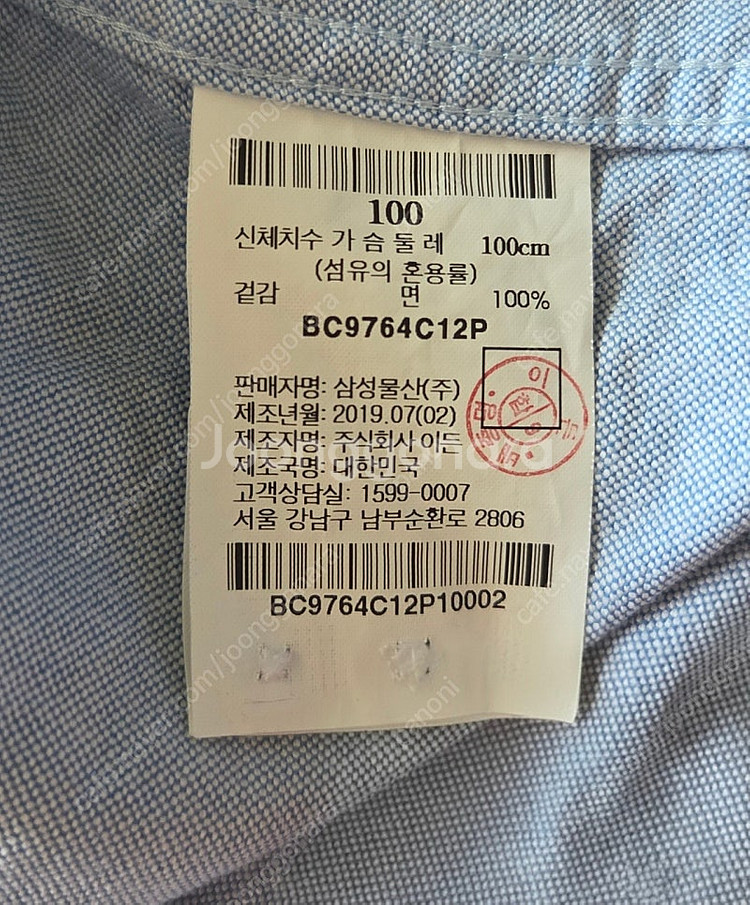 100
신체치수 가 슴 둘 레 100cm
(섬유의 혼용률)
겉감 면 100%
BC9764C12P
판매자명: 삼성물산(주)
제조년월: 2019.07(02)
제조자명: 주식회사 이든
제조국명: 대한민국
고객상담실: 1599-0007
서울 강남구 남부순환로 2806
BC9764C12P10002
Joonggonara